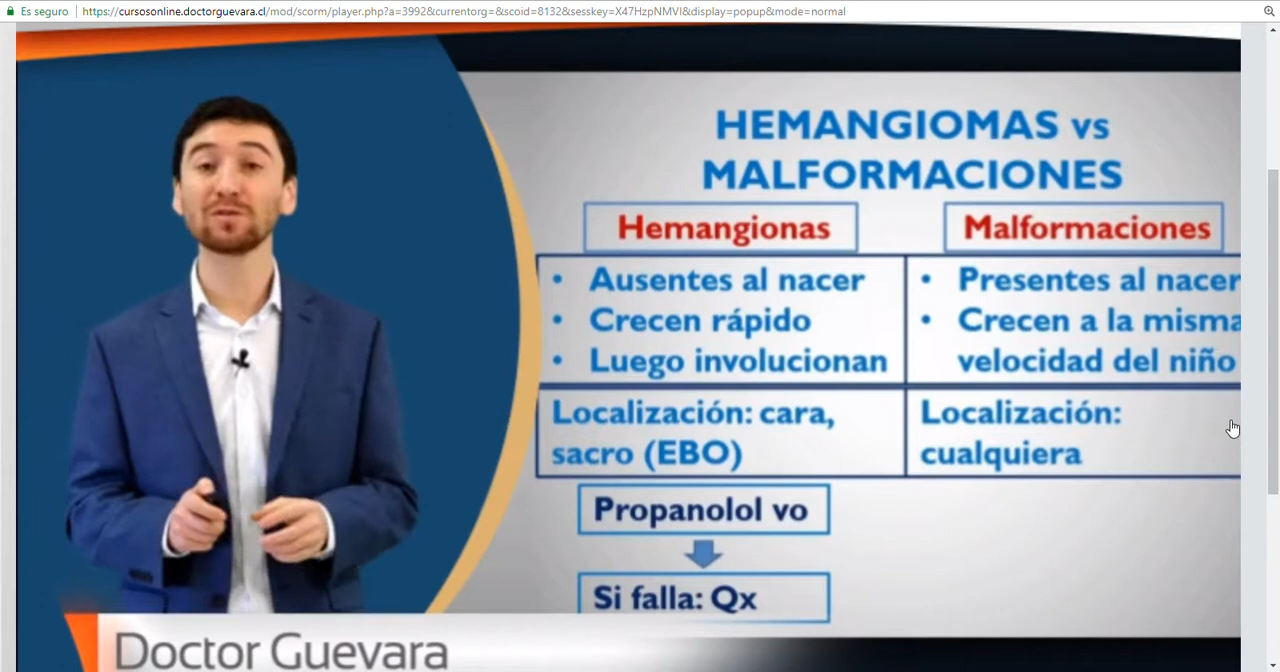 Es seguro
https://cursosonline.doctorguevara.cl/mod/scorm/player.php?a=3992&currentorg=&scoid=8132&sesskey=X47HzpNMVI&display=popup&mode=normal
HEMANGIOMAS vs
MALFORMACIONES
Hemangionas
• Ausentes al nacer
• Crecen rápido
• Luego involucionan
Localización: cara,
sacro (EBO)
Propanolol vo
Si falla: Qx
Malformaciones
• Presentes al nacer
• Crecen a la misma
velocidad del niño
Localización:
cualquiera
Doctor Guevara